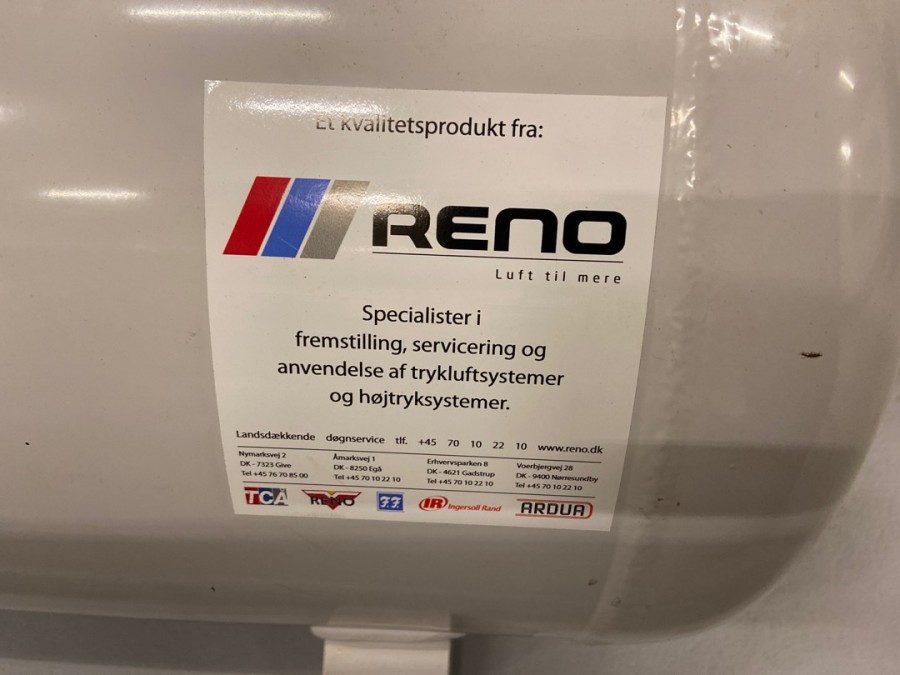 Et kvalitetsprodukt fra:
RENO
Luft til mere
Specialister i
fremstilling, servicering og
anvendelse af trykluftsystemer
og højtryksystemer.
Landsdækkende døgnservice tlf. +45 70 10 22 10 www.reno.dk
Nymarksvej 2 Åmarksvej 1 Erhvervsparken 8 Voerbjergvej 28
DK - 7323 Give DK - 8250 Egå DK - 4621 Gadstrup DK - 9400 Nørresundby
Tel +45 76 70 85 00 Tel +45 70 10 22 10 Tel +45 70 10 22 10 Tel +45 70 10 22 10
TCA RENO F.F. IR Ingersoll Rand ARDUA